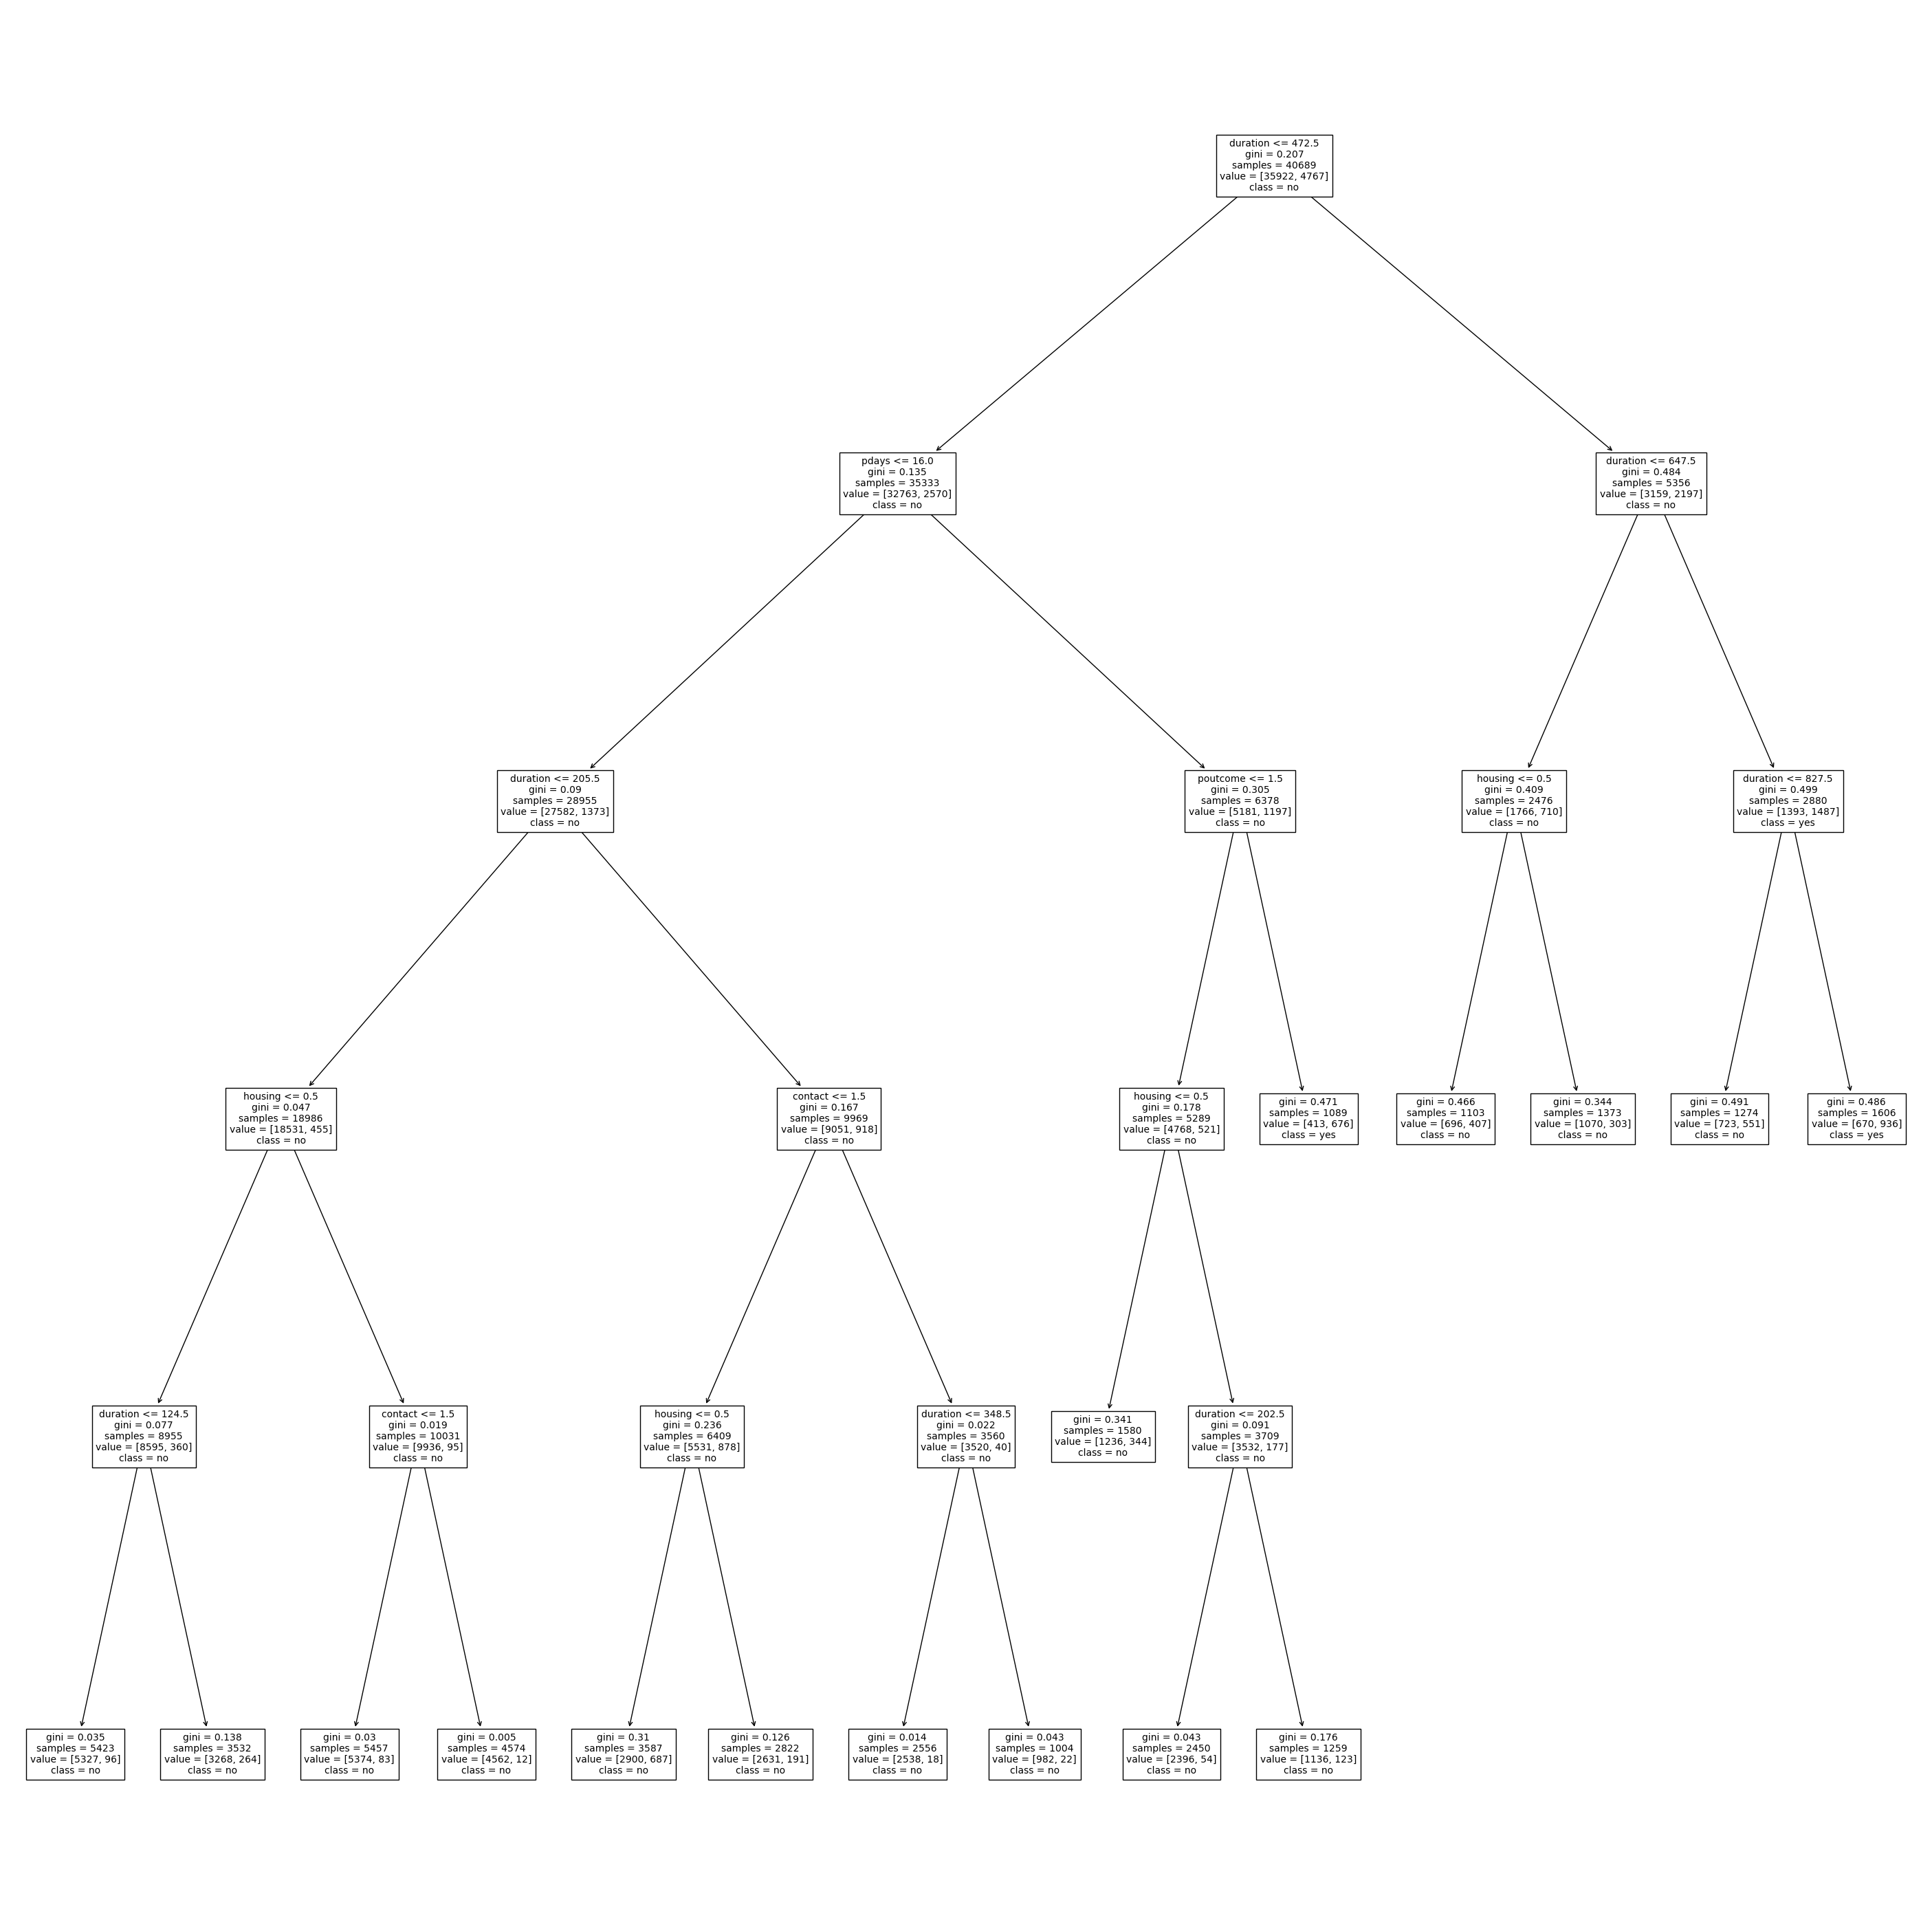 duration <= 472.5
gini = 0.207
samples = 40689
value = [35922, 4767]
class = no
pdays <= 16.0
gini = 0.135
samples = 35333
value = [32763, 2570]
class = no
duration <= 647.5
gini = 0.484
samples = 5356
value = [3159, 2197]
class = no
duration <= 205.5
gini = 0.09
samples = 28955
value = [27582, 1373]
class = no
poutcome <= 1.5
gini = 0.305
samples = 6378
value = [5181, 1197]
class = no
housing <= 0.5
gini = 0.409
samples = 2476
value = [1766, 710]
class = no
duration <= 827.5
gini = 0.499
samples = 2880
value = [1393, 1487]
class = yes
housing <= 0.5
gini = 0.047
samples = 18986
value = [18531, 455]
class = no
contact <= 1.5
gini = 0.167
samples = 9969
value = [9051, 918]
class = no
housing <= 0.5
gini = 0.178
samples = 5289
value = [4768, 521]
class = no
gini = 0.471
samples = 1089
value = [413, 676]
class = yes
gini = 0.466
samples = 1103
value = [696, 407]
class = no
gini = 0.344
samples = 1373
value = [1070, 303]
class = no
gini = 0.491
samples = 1274
value = [723, 551]
class = no
gini = 0.486
samples = 1606
value = [670, 936]
class = yes
duration <= 124.5
gini = 0.077
samples = 8955
value = [8595, 360]
class = no
contact <= 1.5
gini = 0.019
samples = 10031
value = [9936, 95]
class = no
housing <= 0.5
gini = 0.236
samples = 6409
value = [5531, 878]
class = no
duration <= 348.5
gini = 0.022
samples = 3560
value = [3520, 40]
class = no
gini = 0.341
samples = 1580
value = [1236, 344]
class = no
duration <= 202.5
gini = 0.091
samples = 3709
value = [3532, 177]
class = no
gini = 0.035
samples = 5423
value = [5327, 96]
class = no
gini = 0.138
samples = 3532
value = [3268, 264]
class = no
gini = 0.03
samples = 5457
value = [5374, 83]
class = no
gini = 0.005
samples = 4574
value = [4562, 12]
class = no
gini = 0.31
samples = 3587
value = [2900, 687]
class = no
gini = 0.126
samples = 2822
value = [2631, 191]
class = no
gini = 0.014
samples = 2556
value = [2538, 18]
class = no
gini = 0.043
samples = 1004
value = [982, 22]
class = no
gini = 0.043
samples = 2450
value = [2396, 54]
class = no
gini = 0.176
samples = 1259
value = [1136, 123]
class = no